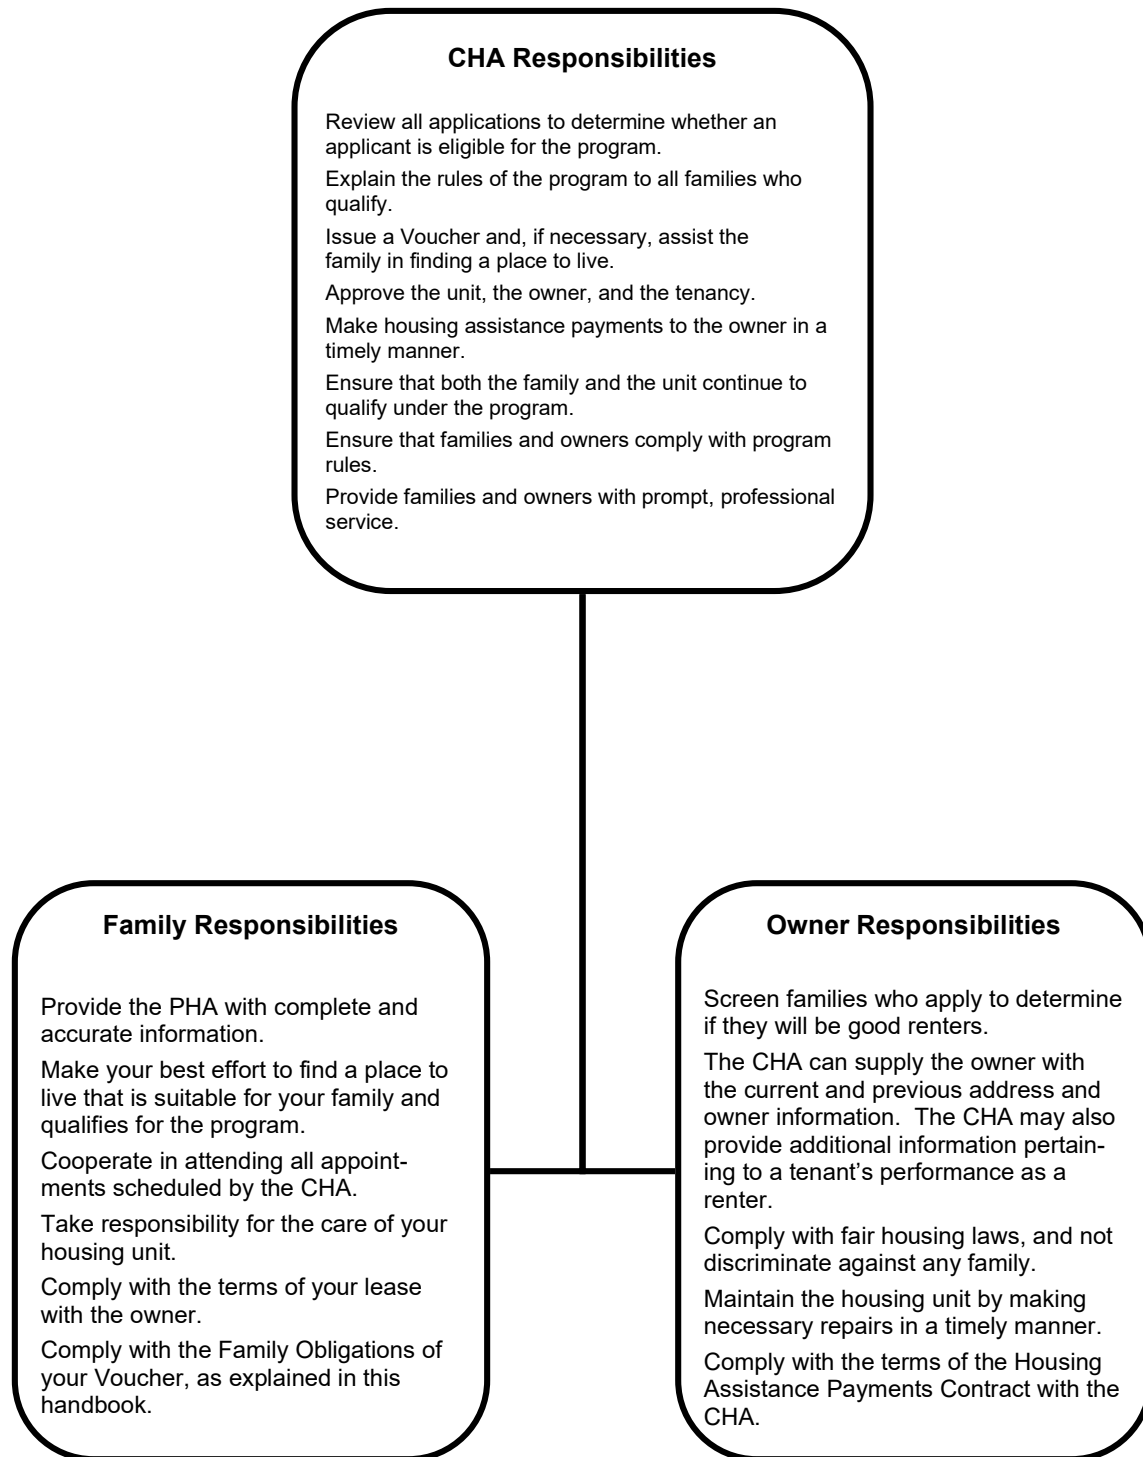 CHA Responsibilities
Review all applications to determine whether an
applicant is eligible for the program.
Explain the rules of the program to all families who
qualify.
Issue a Voucher and, if necessary, assist the
family in finding a place to live.
Approve the unit, the owner, and the tenancy.
Make housing assistance payments to the owner in a
timely manner.
Ensure that both the family and the unit continue to
qualify under the program.
Ensure that families and owners comply with program
rules.
Provide families and owners with prompt, professional
service.
Family Responsibilities
Provide the PHA with complete and
accurate information.
Make your best effort to find a place to
live that is suitable for your family and
qualifies for the program.
Cooperate in attending all appoint-
ments scheduled by the CHA.
Take responsibility for the care of your
housing unit.
Comply with the terms of your lease
with the owner.
Comply with the Family Obligations of
your Voucher, as explained in this
handbook.
Owner Responsibilities
Screen families who apply to determine
if they will be good renters.
The CHA can supply the owner with
the current and previous address and
owner information.  The CHA may also
provide additional information pertain-
ing to a tenant’s performance as a
renter.
Comply with fair housing laws, and not
discriminate against any family.
Maintain the housing unit by making
necessary repairs in a timely manner.
Comply with the terms of the Housing
Assistance Payments Contract with the
CHA.